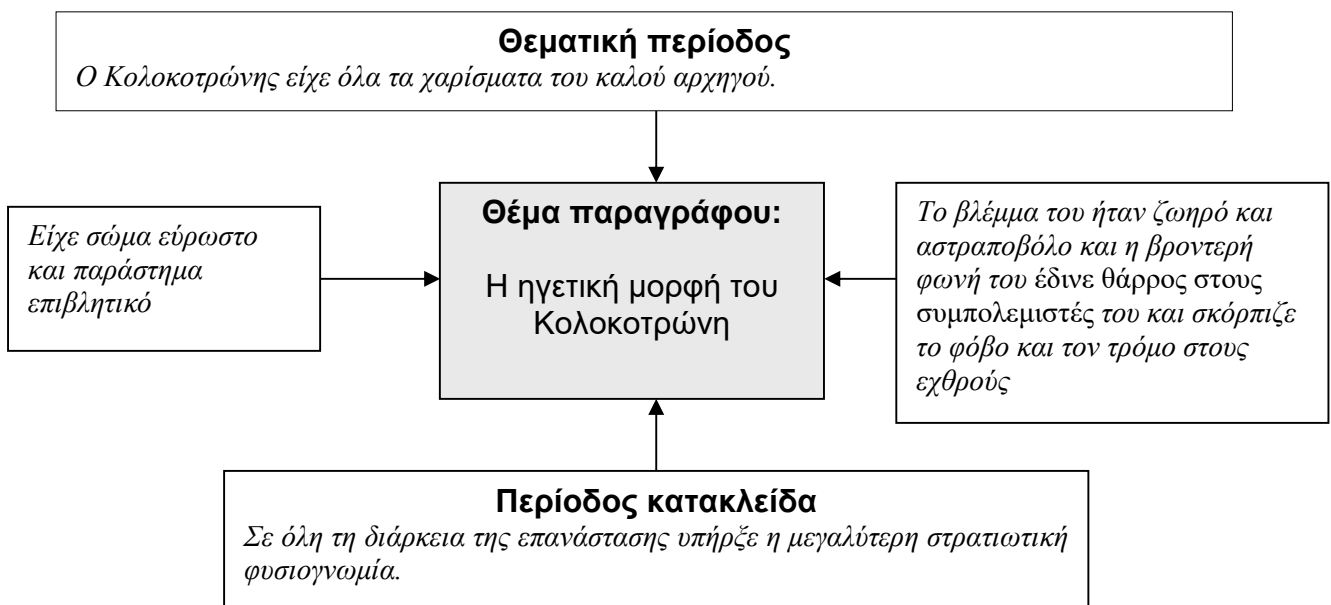 Θεματική περίοδος
Ο Κολοκοτρώνης είχε όλα τα χαρίσματα του καλού αρχηγού.
Είχε σώμα εύρωστο
και παράστημα
επιβλητικό
Θέμα παραγράφου:
Η ηγετική μορφή του
Κολοκοτρώνη
Το βλέμμα του ήταν ζωηρό και
αστραποβόλο και η βροντερή
φωνή του έδινε θάρρος στους
συμπολεμιστές του και σκόρπιζε
το φόβο και τον τρόμο στους
εχθρούς
Περίοδος κατακλείδα
Σε όλη τη διάρκεια της επανάστασης υπήρξε η μεγαλύτερη στρατιωτική
φυσιογνωμία.